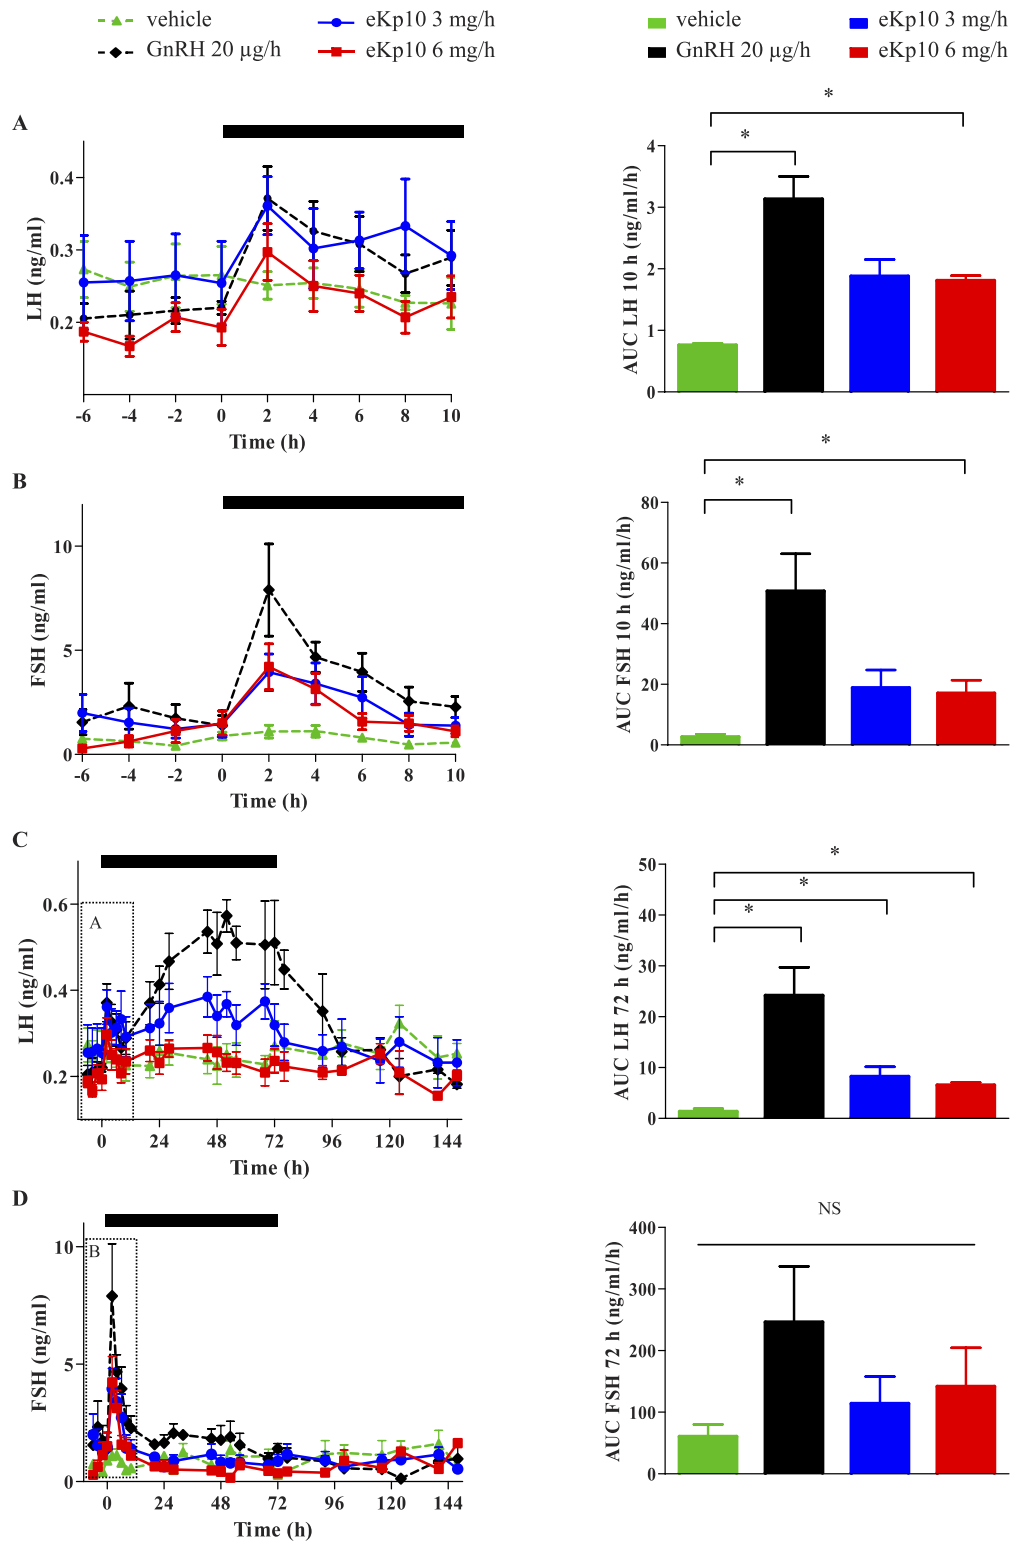 vehicle
GnRH 20 µg/h
eKp10 3 mg/h
eKp10 6 mg/h
vehicle
GnRH 20 µg/h
eKp10 3 mg/h
eKp10 6 mg/h
A
LH (ng/ml)
0.4
0.3
0.2
-6 -4 -2 0 2 4 6 8 10
Time (h)
AUC LH 10 h (ng/ml/h)
4
3
2
1
0
*
*
B
FSH (ng/ml)
10
5
0
-6 -4 -2 0 2 4 6 8 10
Time (h)
AUC FSH 10 h (ng/ml/h)
80
60
40
20
0
*
*
C
LH (ng/ml)
0.6
0.4
0.2
A
0 24 48 72 96 120 144
Time (h)
AUC LH 72 h (ng/ml/h)
50
40
30
20
10
0
*
*
*
D
FSH (ng/ml)
10
5
0
B
0 24 48 72 96 120 144
Time (h)
AUC FSH 72 h (ng/ml/h)
400
300
200
100
0
NS